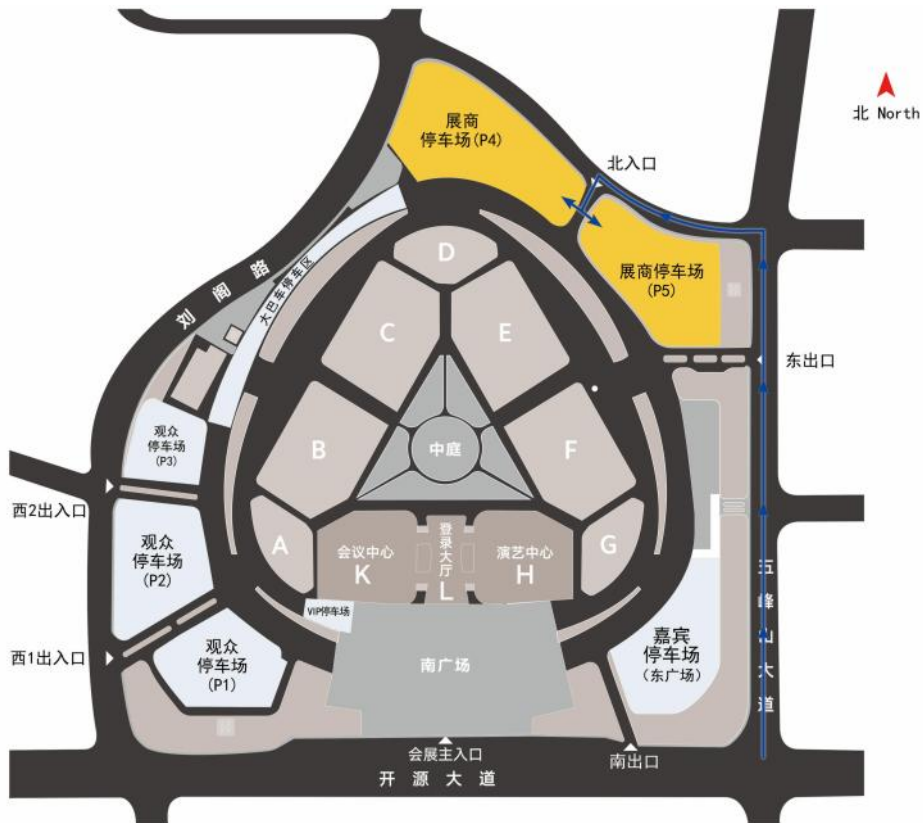 展商
停车场(P4)
北 North
北入口
展商停车场
(P5)
刘阁路
大巴车停车区
D
C
E
东出口
观众
停车场
(P3)
B
中庭
F
西2出入口
观众
停车场
(P2)
A
会议中心
K
登录大厅
L
演艺中心
H
G
五峰山大道
VIP停车场
西1出入口
观众
停车场
(P1)
南广场
嘉宾
停车场
(东广场)
会展主入口
南出口
开源大道